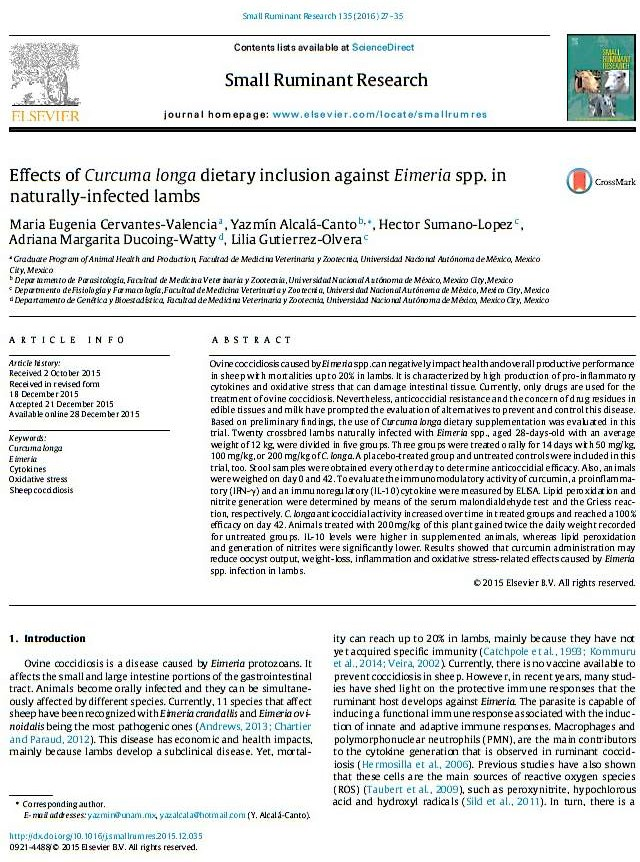 Small Ruminant Research 135 (2016) 27–35
Contents lists available at ScienceDirect
Small Ruminant Research
journal homepage: www.elsevier.com/locate/smallrumres
ELSEVIER
SMALL
RUMINANT
RESEARCH
Effects of Curcuma longa dietary inclusion against Eimeria spp. in
naturally-infected lambs
CrossMark
Maria Eugenia Cervantes-Valencia a, Yazmín Alcalá-Canto b,*, Hector Sumano-Lopez c,
Adriana Margarita Ducoing-Watty d, Lilia Gutierrez-Olvera c
a Graduate Program of Animal Health and Production, Facultad de Medicina Veterinaria y Zootecnia, Universidad Nacional Autónoma de México, Mexico
City, Mexico
b Departamento de Parasitología, Facultad de Medicina Veterinaria y Zootecnia, Universidad Nacional Autónoma de México, Mexico City, Mexico
c Departmento de Fisiología y Farmacología, Facultad de Medicina Veterinaria y Zootecnia, Universidad Nacional Autónoma de México, Mexico City, Mexico
d Departamento de Genética y Bioestadística, Facultad de Medicina Veterinaria y Zootecnia, Universidad Nacional Autónoma de México, Mexico City, Mexico
ARTICLE INFO
Article history:
Received 2 October 2015
Received in revised form
18 December 2015
Accepted 21 December 2015
Available online 28 December 2015
Keywords:
Curcuma longa
Eimeria
Cytokines
Oxidative stress
Sheep coccidiosis
ABSTRACT
Ovine coccidiosis caused by Eimeria spp. can negatively impact health and overall productive performance
in sheep with mortalities up to 20% in lambs. It is characterized by high production of pro-inflammatory
cytokines and oxidative stress that can damage intestinal tissue. Currently, only drugs are used for the
treatment of ovine coccidiosis. Nevertheless, anticoccidial resistance and the concern of drug residues in
edible tissues and milk have prompted the evaluation of alternatives to prevent and control this disease.
Based on preliminary findings, the use of Curcuma longa dietary supplementation was evaluated in this
trial. Twenty crossbred lambs naturally infected with Eimeria spp., aged 28-days-old with an average
weight of 12 kg, were divided in five groups. Three groups were treated orally for 14 days with 50 mg/kg,
100 mg/kg, or 200 mg/kg of C. longa. A placebo-treated group and untreated controls were included in this
trial, too. Stool samples were obtained every other day to determine anticoccidial efficacy. Also, animals
were weighed on day 0 and 42. To evaluate the immunomodulatory activity of curcumin, a proinflamma-
tory (IFN-γ) and an immunoregulatory (IL-10) cytokine were measured by ELISA. Lipid peroxidation and
nitrite generation were determined by means of the serum malondialdehyde test and the Griess reac-
tion, respectively. C. longa anticoccidial activity increased over time in treated groups and reached a 100%
efficacy on day 42. Animals treated with 200 mg/kg of this plant gained twice the daily weight recorded
for untreated groups. IL-10 levels were higher in supplemented animals, whereas lipid peroxidation
and generation of nitrites were significantly lower. Results showed that curcumin administration may
reduce oocyst output, weight-loss, inflammation and oxidative stress-related effects caused by Eimeria
spp. infection in lambs.
© 2015 Elsevier B.V. All rights reserved.
1. Introduction
Ovine coccidiosis is a disease caused by Eimeria protozoans. It
affects the small and large intestine portions of the gastrointestinal
tract. Animals become orally infected and they can be simultane-
ously affected by different species. Currently, 11 species that affect
sheep have been recognized with Eimeria crandallis and Eimeria ovi-
noidalis being the most pathogenic ones (Andrews, 2013; Chartier
and Paraud, 2012). This disease has economic and health impacts,
mainly because lambs develop a subclinical disease. Yet, mortal-
ity can reach up to 20% in lambs, mainly because they have not
yet acquired specific immunity (Catchpole et al., 1993; Kommuru
et al., 2014; Veira, 2002). Currently, there is no vaccine available to
prevent coccidiosis in sheep. However, in recent years, many stud-
ies have shed light on the protective immune responses that the
ruminant host develops against Eimeria. The parasite is capable of
inducing a functional immune response associated with the induc-
tion of innate and adaptive immune responses. Macrophages and
polymorphonuclear neutrophils (PMN), are the main contributors
to the cytokine generation that is observed in ruminant coccid-
iosis (Hermosilla et al., 2006). Previous studies have also shown
that these cells are the main sources of reactive oxygen species
(ROS) (Taubert et al., 2009), such as peroxynitrite, hypochlorous
acid and hydroxyl radicals (Sild et al., 2011). In turn, there is a
* Corresponding author.
E-mail addresses: yazmin@unam.mx, yazalcala@hotmail.com (Y. Alcalá-Canto).
http://dx.doi.org/10.1016/j.smallrumres.2015.12.035
0921-4488/© 2015 Elsevier B.V. All rights reserved.